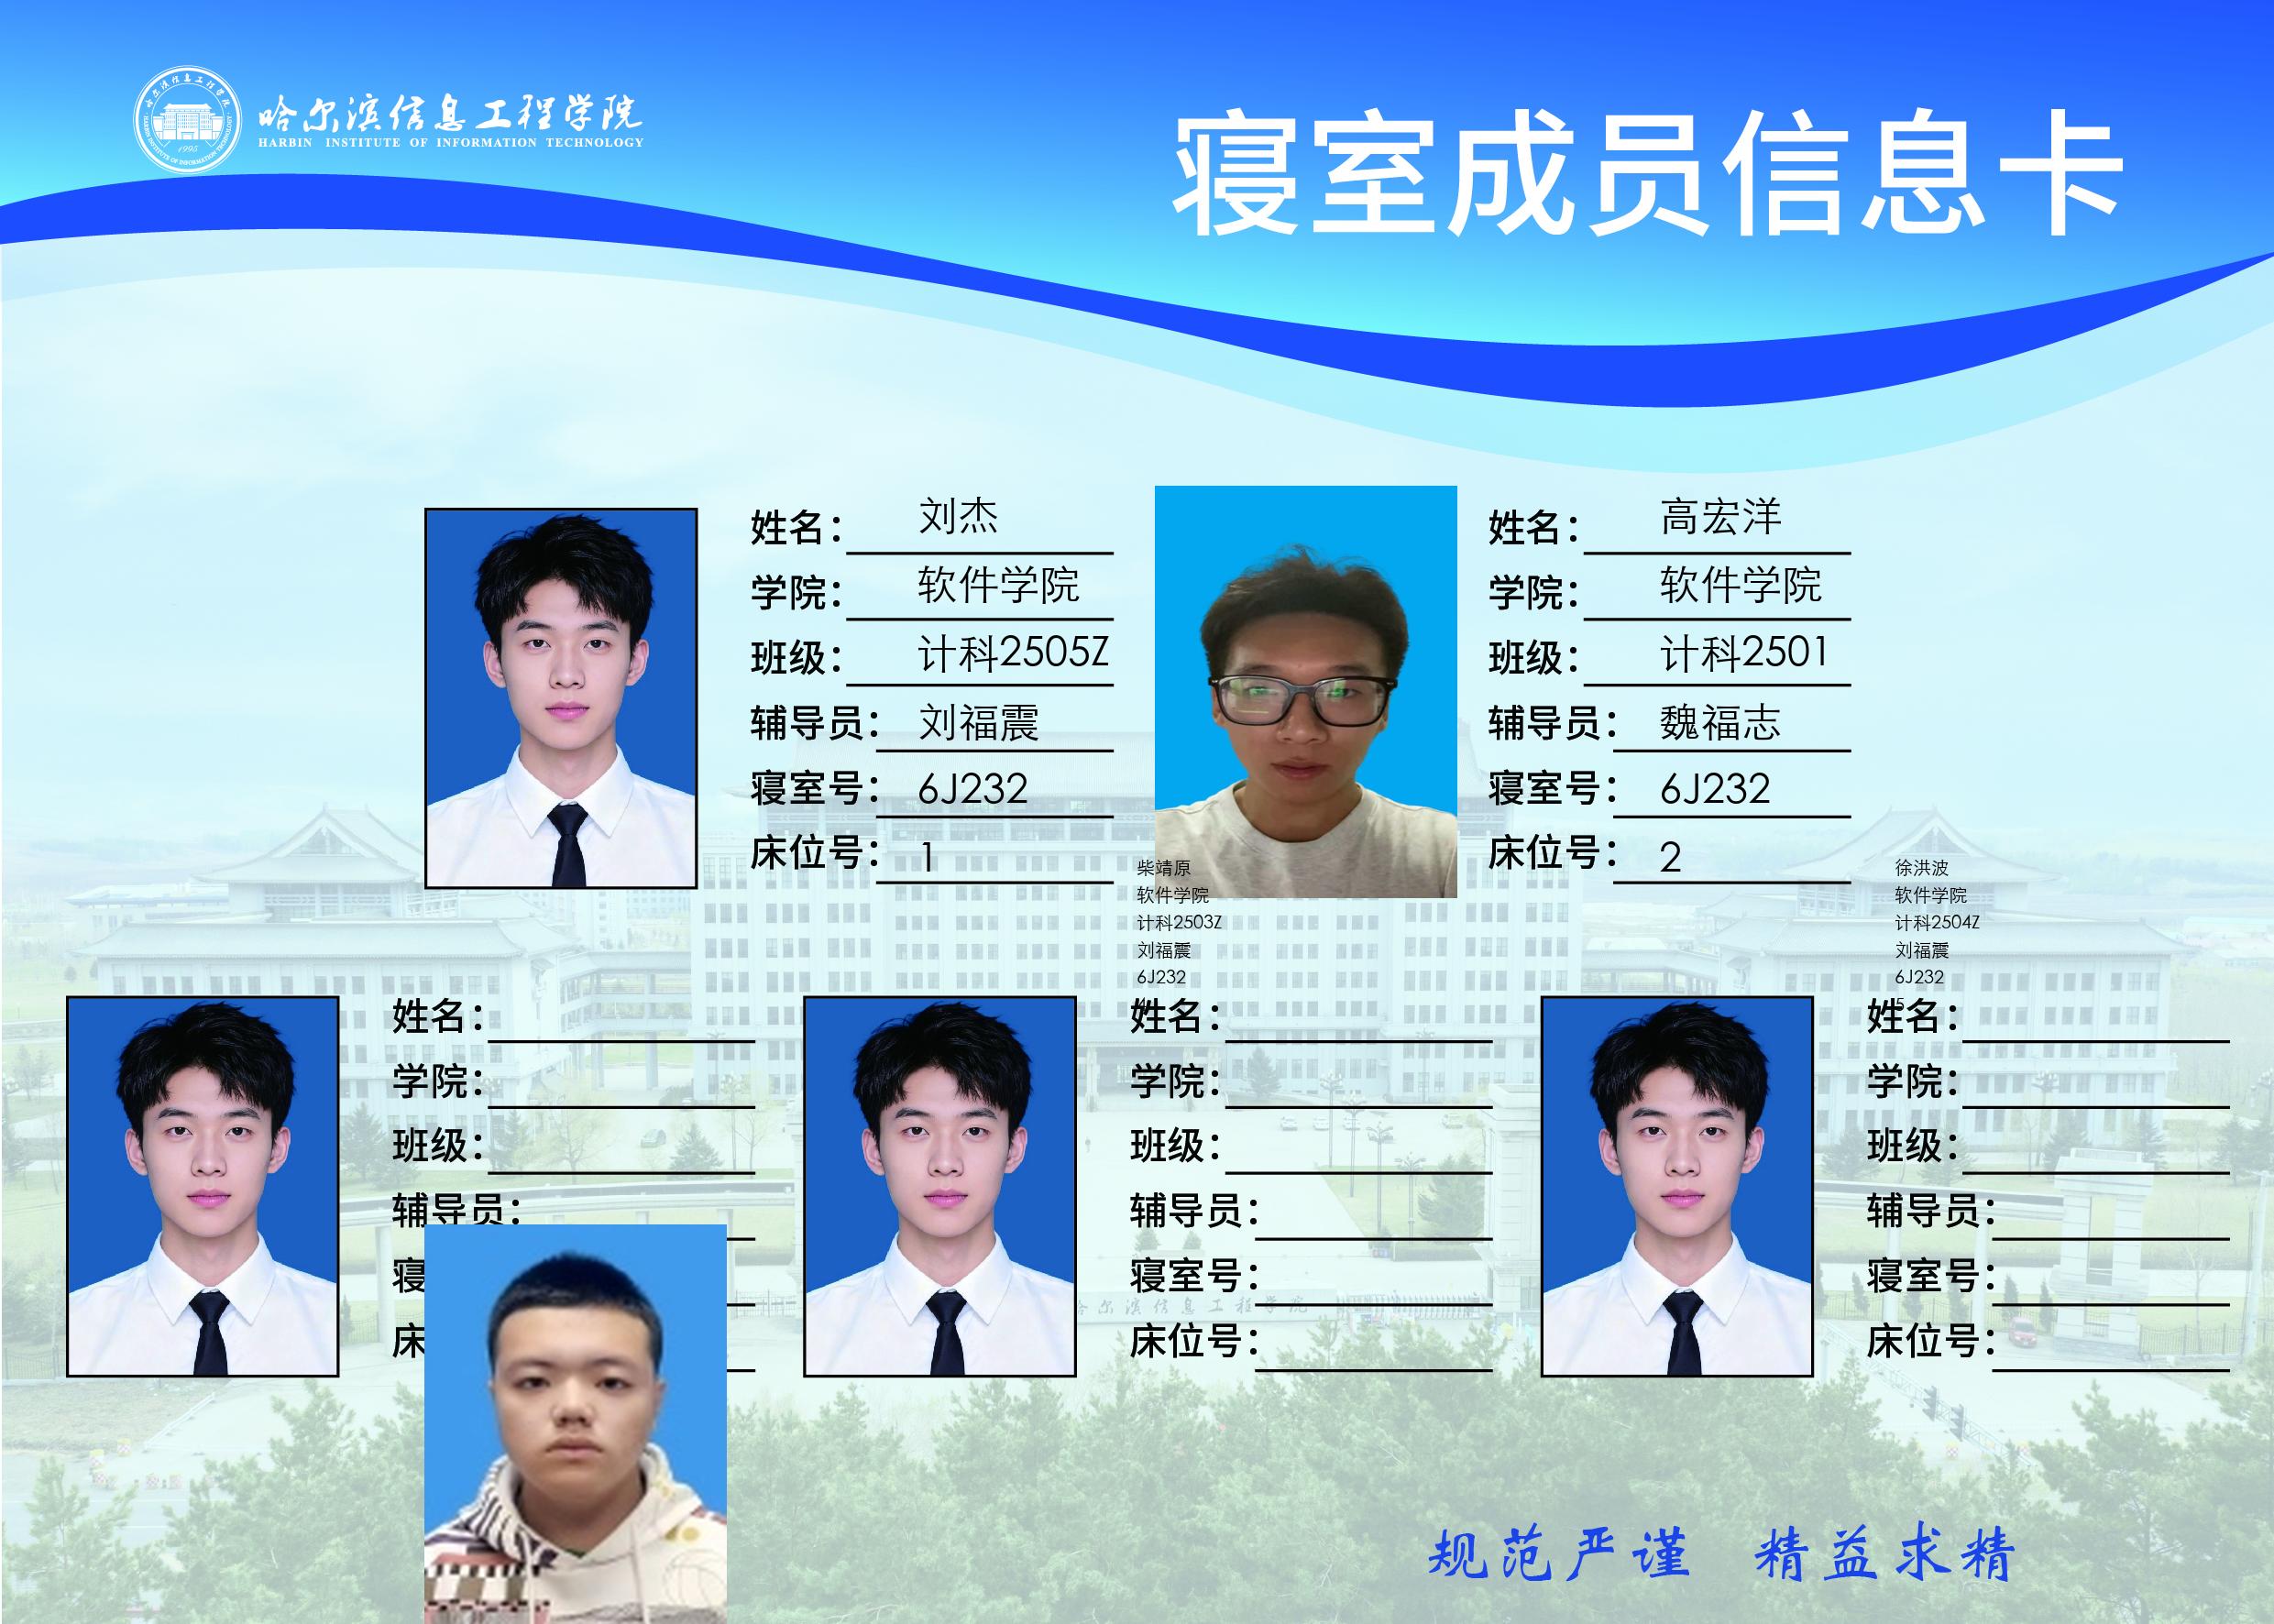 哈尔滨信息工程学院
HARBIN INSTITUTE OF INFORMATION TECHNOLOGY
1995
寝室成员信息卡
姓名: 刘杰
学院: 软件学院
班级: 计科2505Z
辅导员: 刘福震
寝室号: 6J232
床位号: 1
姓名: 高宏洋
学院: 软件学院
班级: 计科2501
辅导员: 魏福志
寝室号: 6J232
床位号: 2
柴靖原
软件学院
计科2503Z
刘福震
6J232
4
徐洪波
软件学院
计科2504Z
刘福震
6J232
5
姓名:
学院:
班级:
辅导员:
寝
床
姓名:
学院:
班级:
辅导员:
寝室号:
床位号:
姓名:
学院:
班级:
辅导员:
寝室号:
床位号:
哈尔滨信息工程学院
规范严谨 精益求精